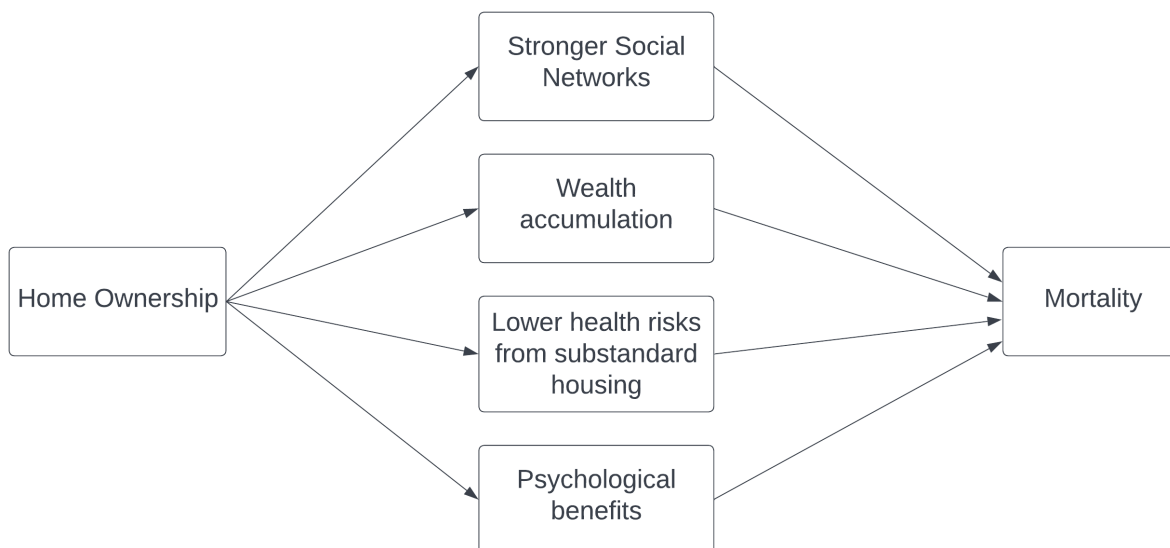 Stronger Social
Networks
Wealth
accumulation
Home Ownership
Mortality
Lower health risks
from substandard
housing
Psychological
benefits